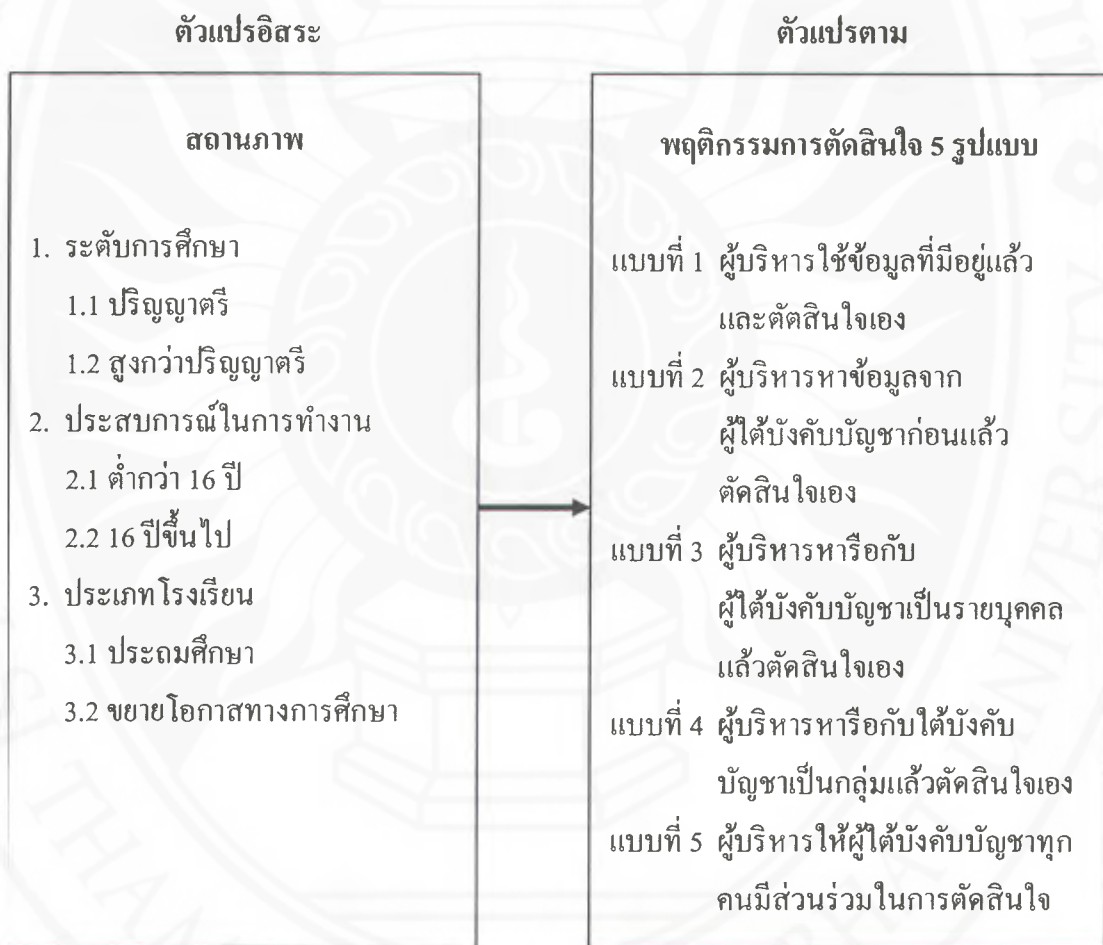 ตัวแปรอิสระ
สถานภาพ
1. ระดับการศึกษา
1.1 ปริญญาตรี
1.2 สูงกว่าปริญญาตรี
2. ประสบการณ์ในการทำงาน
2.1 ต่ำกว่า 16 ปี
2.2 16 ปีขึ้นไป
3. ประเภทโรงเรียน
3.1 ประถมศึกษา
3.2 ขยายโอกาสทางการศึกษา
ตัวแปรตาม
พฤติกรรมการตัดสินใจ 5 รูปแบบ
แบบที่ 1 ผู้บริหารใช้ข้อมูลที่มีอยู่แล้ว
และตัตสินใจเอง
แบบที่ 2 ผู้บริหารหาข้อมูลจาก
ผู้ใต้บังคับบัญชาก่อนแล้ว
ตัดสินใจเอง
แบบที่ 3 ผู้บริหารหารือกับ
ผู้ใต้บังคับบัญชาเป็นรายบุคคล
แล้วตัดสินใจเอง
แบบที่ 4 ผู้บริหารหารือกับใต้บังคับ
บัญชาเป็นกลุ่มแล้วตัดสินใจเอง
แบบที่ 5 ผู้บริหารให้ผู้ใต้บังคับบัญชาทุก
คนมีส่วนร่วมในการตัดสินใจ